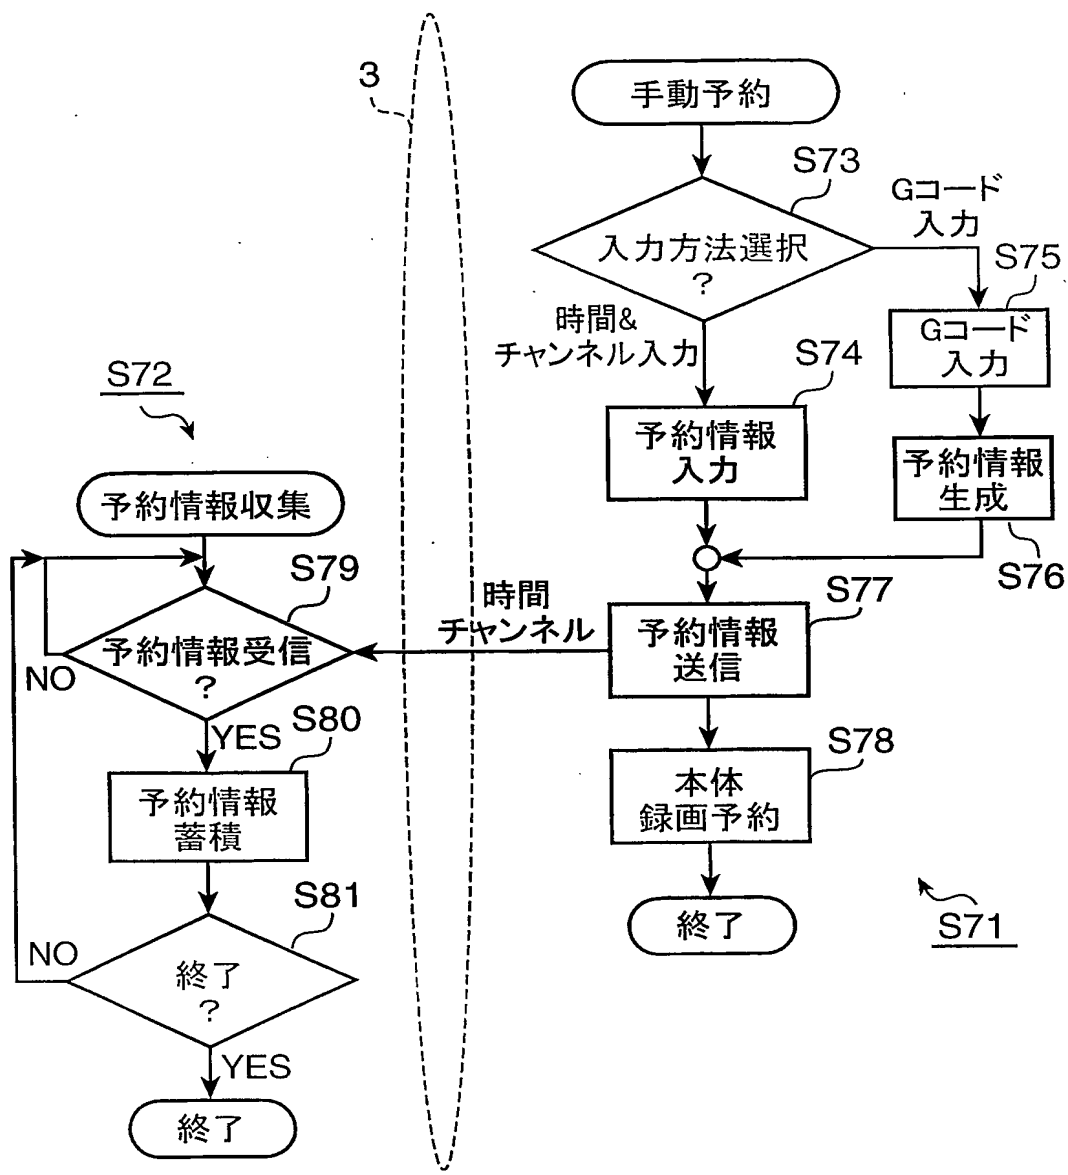 3
手動予約
S73
入力方法選択
?
Gコード
入力
時間&
チャンネル入力
S75
Gコード
入力
S74
予約情報
入力
予約情報
生成
S76
S77
予約情報
送信
時間
チャンネル
S78
本体
録画予約
終了
S71
S72
予約情報収集
S79
予約情報受信
?
NO
YES
S80
予約情報
蓄積
S81
終了
?
NO
YES
終了